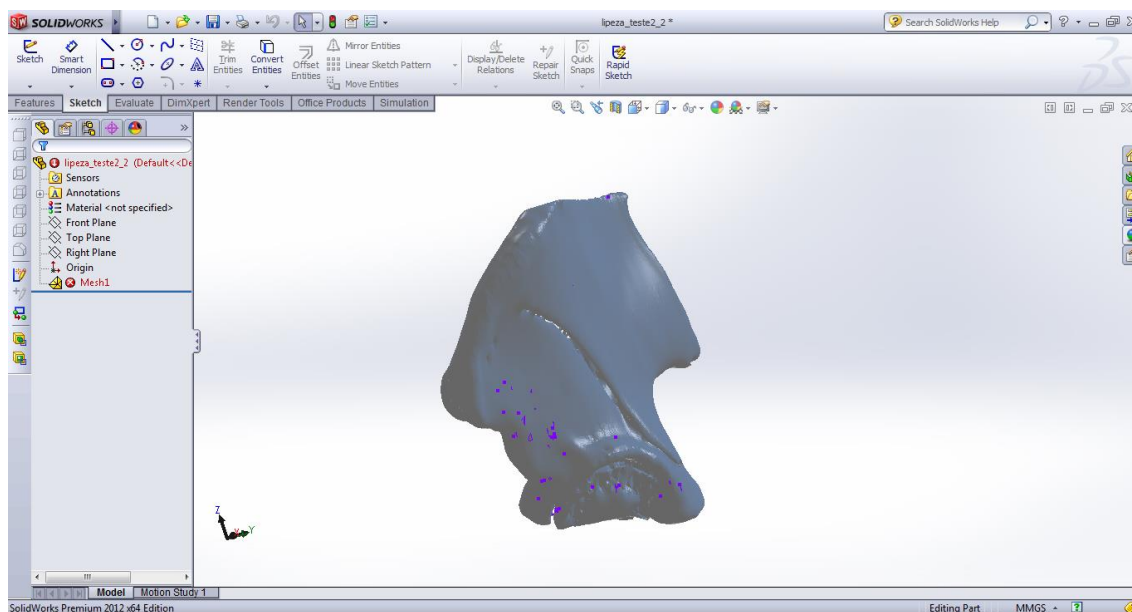 SOLIDWORKS
lipeza_teste2_2 *
Search SolidWorks Help
Sketch
Smart Dimension
Trim Entities
Convert Entities
Offset Entities
Mirror Entities
Linear Sketch Pattern
Move Entities
Display/Delete Relations
Repair Sketch
Quick Snaps
Rapid Sketch
Features Sketch Evaluate DimXpert Render Tools Office Products Simulation
lipeza_teste2_2 (Default<<De
Sensors
Annotations
Material <not specified>
Front Plane
Top Plane
Right Plane
Origin
Mesh1
Z
Y
Model Motion Study 1
SolidWorks Premium 2012 x64 Edition
Editing Part
MMGS